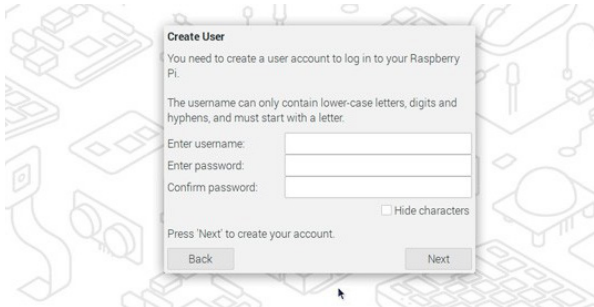 Create User
You need to create a user account to log in to your Raspberry
Pi.
The username can only contain lower-case letters, digits and
hyphens, and must start with a letter.
Enter username:
Enter password:
Confirm password:
Hide characters
Press 'Next' to create your account.
Back
Next